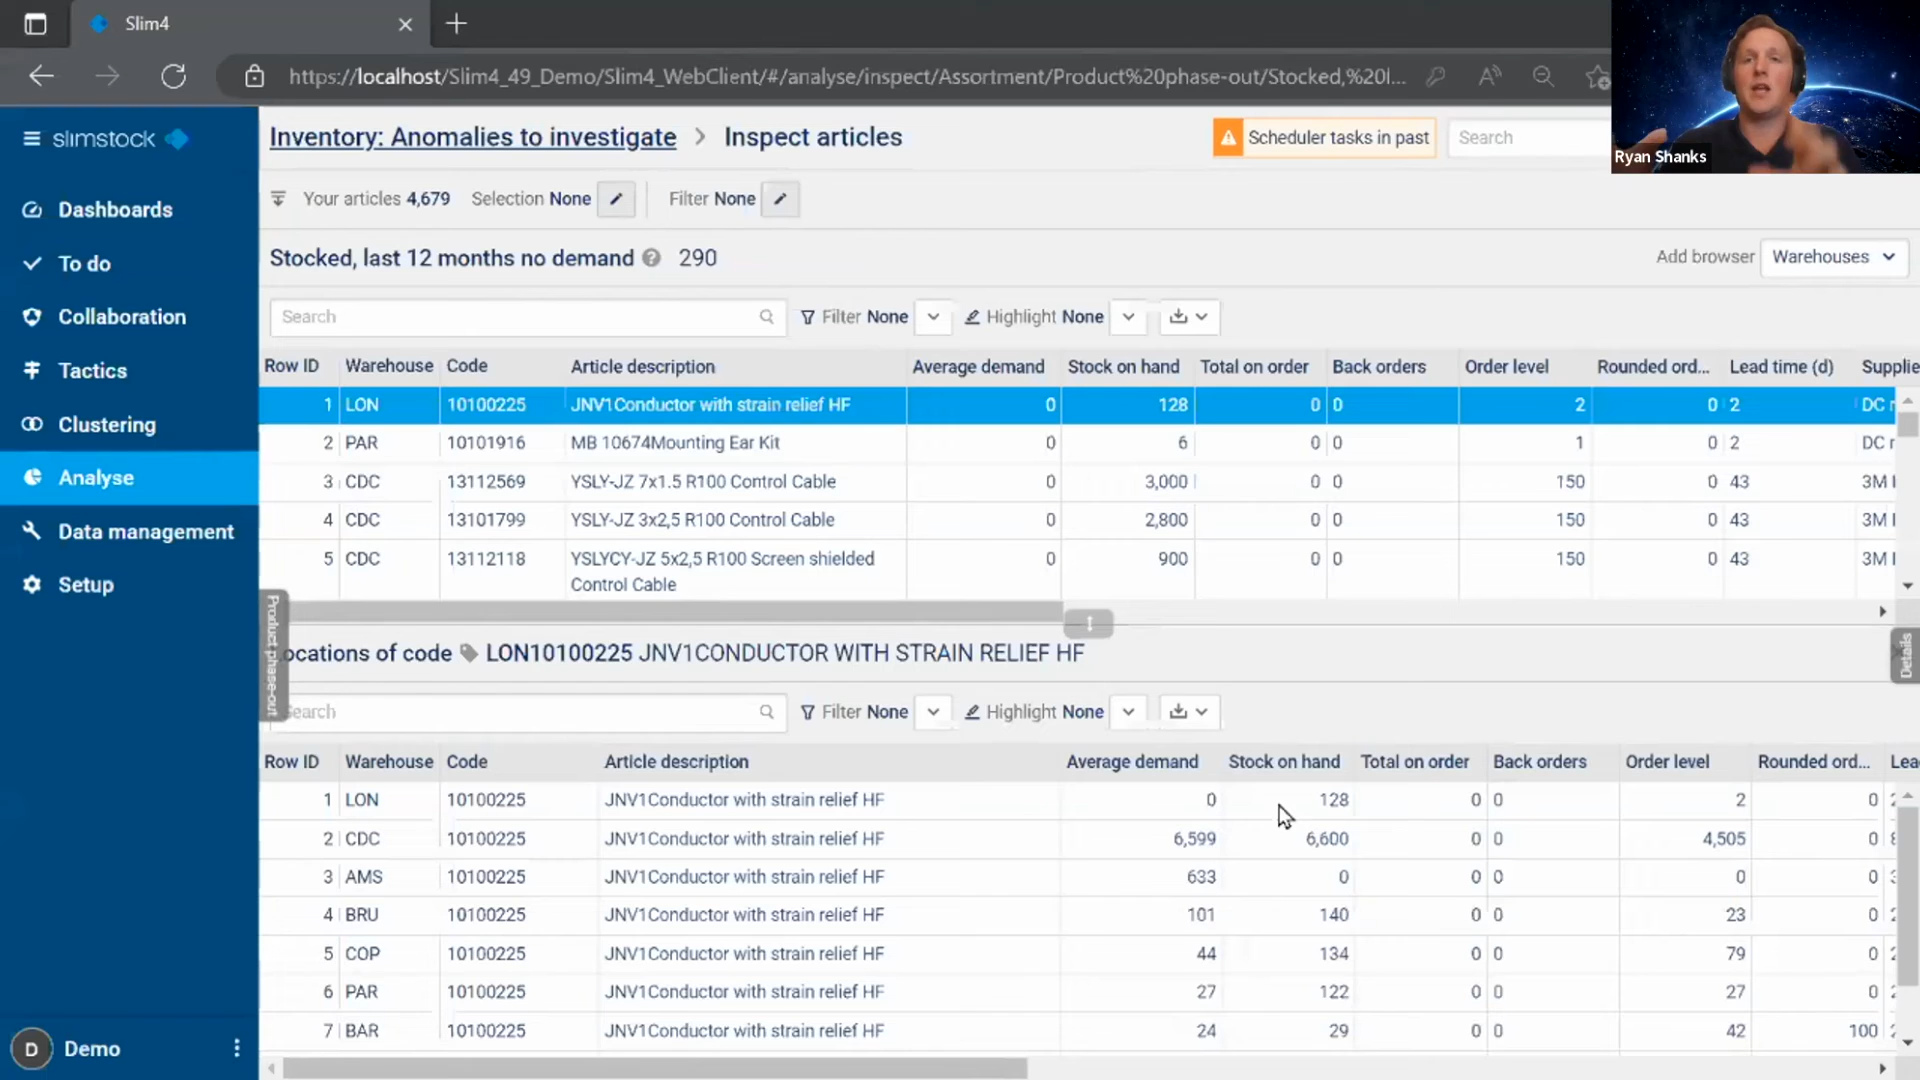 Slim4
https://localhost/Slim4_49_Demo/Slim4_WebClient/#/analyse/inspect/Assortment/Product%20phase-out/Stocked,%20l...
Ryan Shanks
slimstock
Dashboards
To do
Collaboration
Tactics
Clustering
Analyse
Data management
Setup
D Demo
Inventory: Anomalies to investigate > Inspect articles
Scheduler tasks in past
Search
Your articles 4,679 Selection None Filter None
Stocked, last 12 months no demand ? 290
Add browser Warehouses
Search Filter None Highlight None
Row ID Warehouse Code Article description Average demand Stock on hand Total on order Back orders Order level Rounded ord... Lead time (d) Supplie
1 LON 10100225 JNV1Conductor with strain relief HF 0 128 0 0 2 0 2 DC r
2 PAR 10101916 MB 10674Mounting Ear Kit 0 6 0 0 1 0 2 DC r
3 CDC 13112569 YSLY-JZ 7x1.5 R100 Control Cable 0 3,000 0 0 150 0 43 3M I
4 CDC 13101799 YSLY-JZ 3x2,5 R100 Control Cable 0 2,800 0 0 150 0 43 3M I
5 CDC 13112118 YSLYCY-JZ 5x2,5 R100 Screen shielded 0 900 0 0 150 0 43 3M I
Control Cable
Product phase-out
Details
ocations of code LON10100225 JNV1CONDUCTOR WITH STRAIN RELIEF HF
Search Filter None Highlight None
Row ID Warehouse Code Article description Average demand Stock on hand Total on order Back orders Order level Rounded ord... Lea
1 LON 10100225 JNV1Conductor with strain relief HF 0 128 0 0 2 0
2 CDC 10100225 JNV1Conductor with strain relief HF 6,599 6,600 0 0 4,505 0
3 AMS 10100225 JNV1Conductor with strain relief HF 633 0 0 0 0 0
4 BRU 10100225 JNV1Conductor with strain relief HF 101 140 0 0 23 0
5 COP 10100225 JNV1Conductor with strain relief HF 44 134 0 0 79 0
6 PAR 10100225 JNV1Conductor with strain relief HF 27 122 0 0 27 0
7 BAR 10100225 JNV1Conductor with strain relief HF 24 29 0 0 42 100